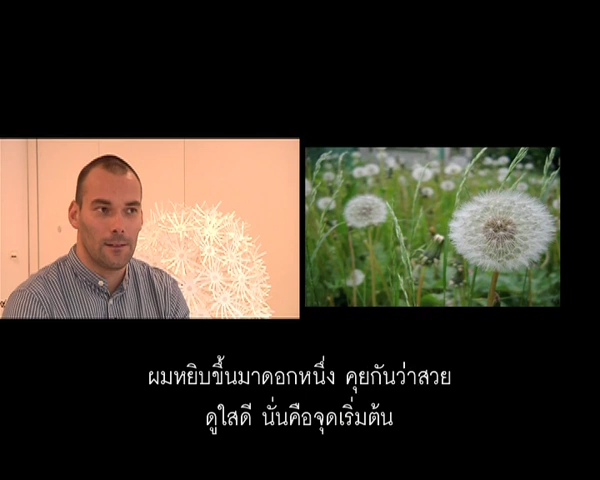 ผมหยิบขึ้นมาดอกหนึ่ง คุยกันว่าสวย
ดูใสดี นั่นคือจุดเริ่มต้น